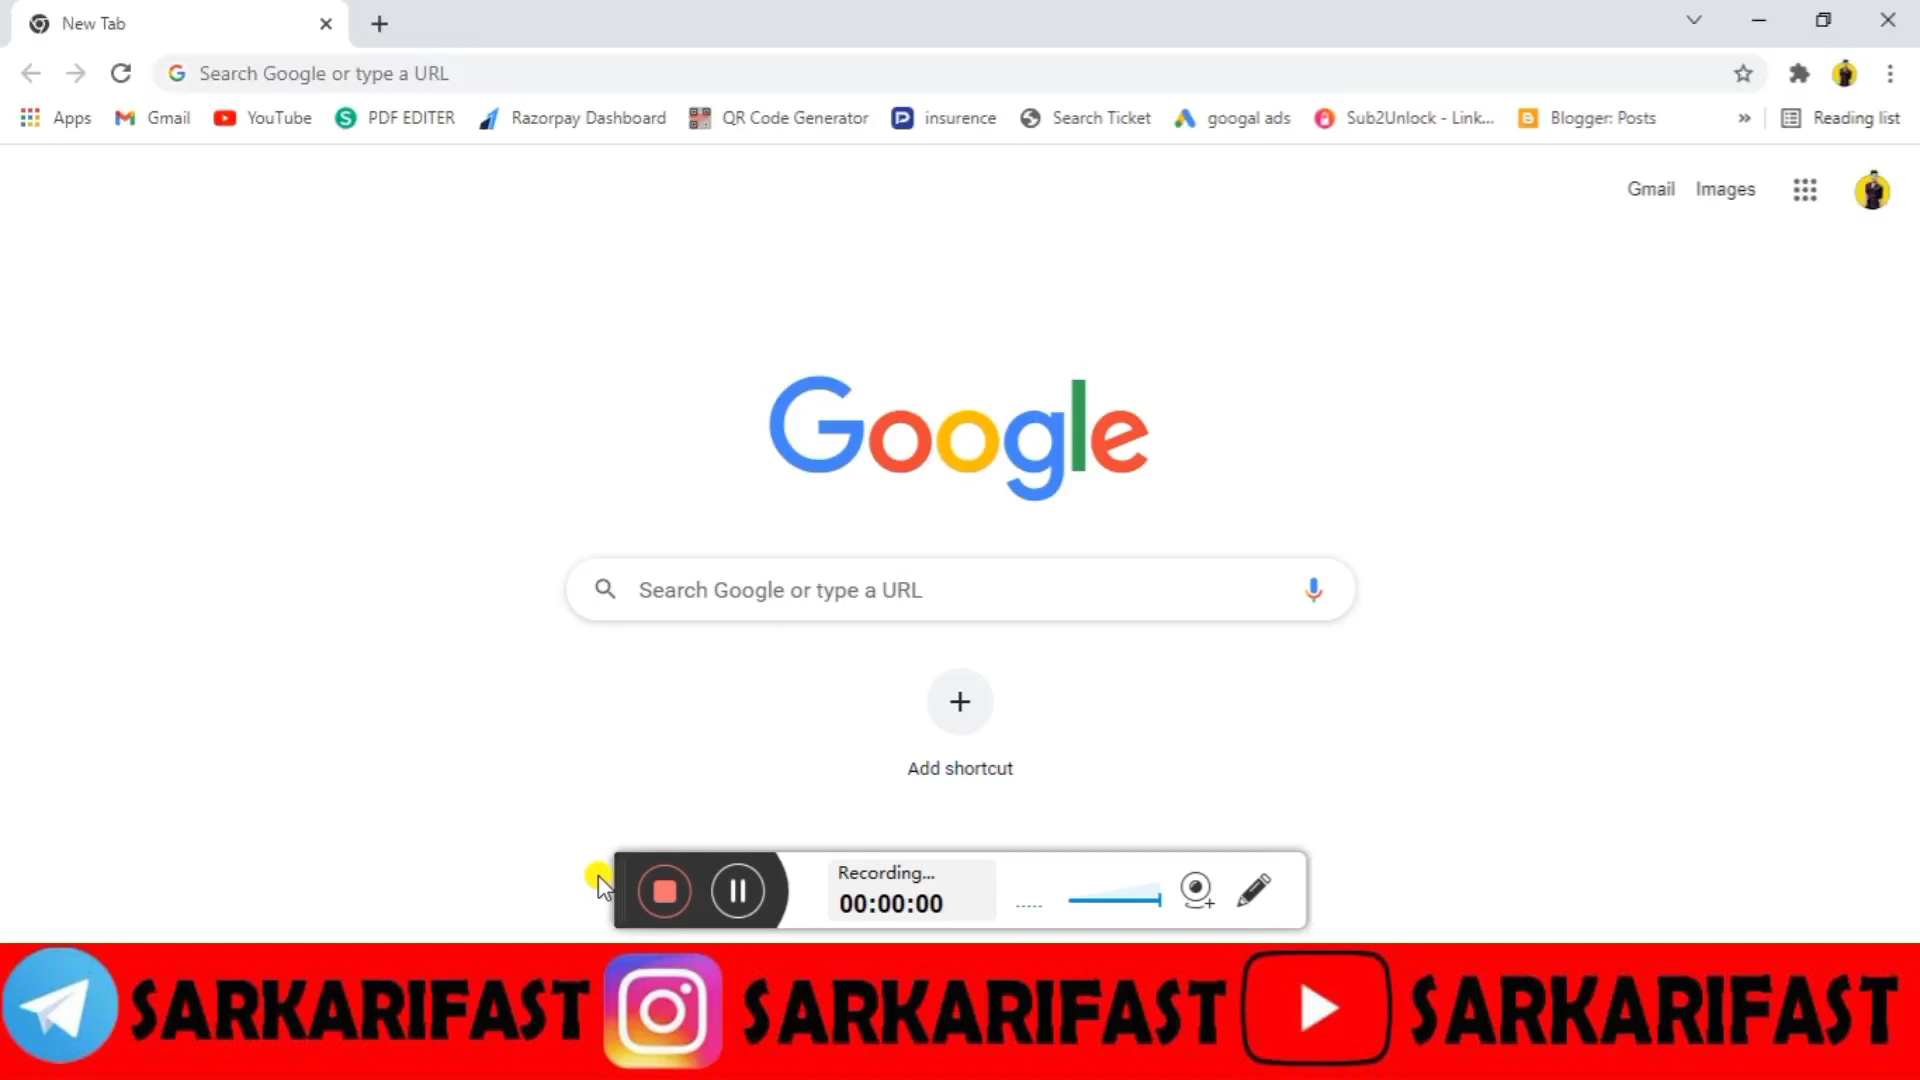 New Tab
Search Google or type a URL
Apps Gmail YouTube PDF EDITER Razorpay Dashboard QR Code Generator insurence Search Ticket googal ads Sub2Unlock - Link... Blogger: Posts » Reading list
Gmail Images
Google
Search Google or type a URL
Add shortcut
Recording...
00:00:00
SARKARIFAST SARKARIFAST SARKARIFAST